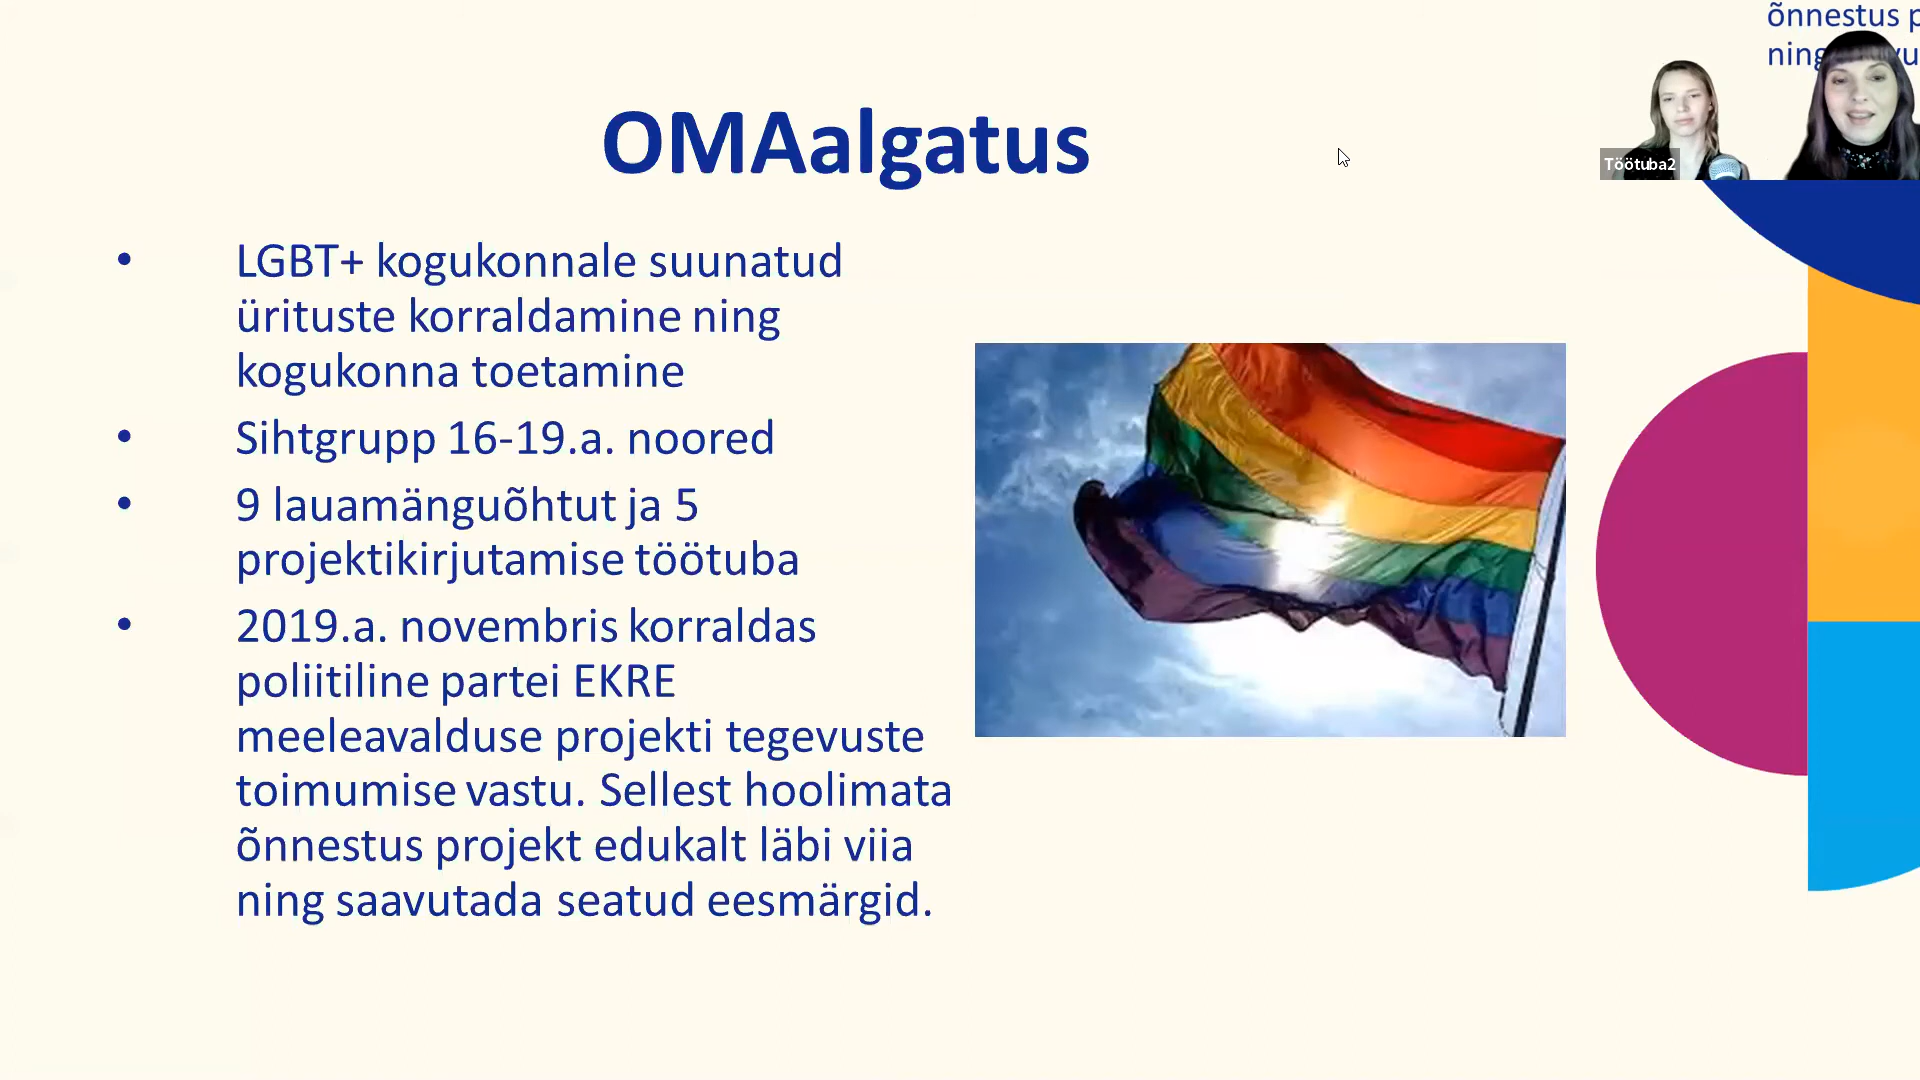 OMAalgatus
• LGBT+ kogukonnale suunatud
ürituste korraldamine ning
kogukonna toetamine
• Sihtgrupp 16-19.a. noored
• 9 lauamänguõhtut ja 5
projektikirjutamise töötuba
• 2019.a. novembris korraldas
poliitiline partei EKRE
meeleavalduse projekti tegevuste
toimumise vastu. Sellest hoolimata
õnnestus projekt edukalt läbi viia
ning saavutada seatud eesmärgid.
õnnestus
ning
Töötuba2